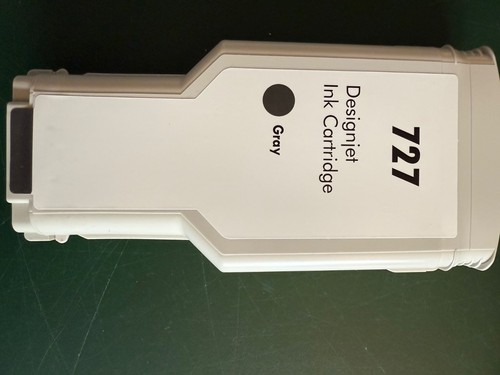 727
Designjet
Ink Cartridge
Gray